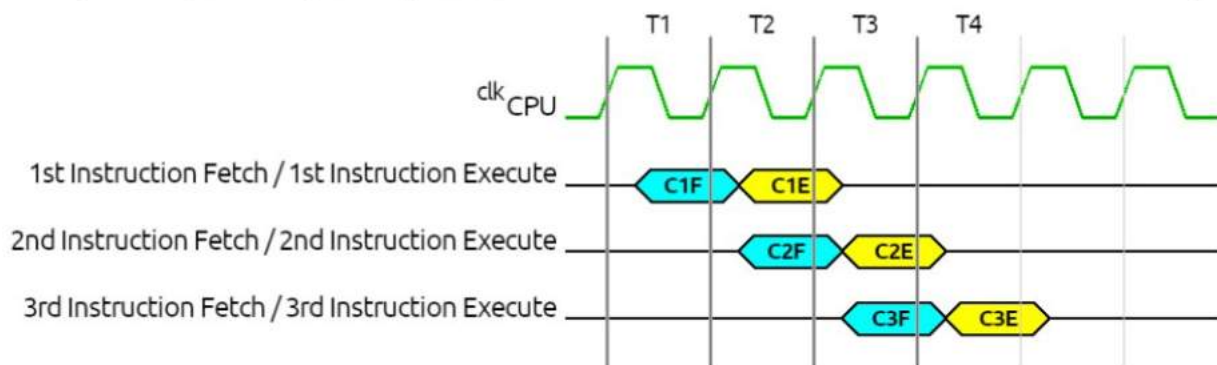 T1 T2 T3 T4
clkCPU
1st Instruction Fetch / 1st Instruction Execute C1F C1E
2nd Instruction Fetch / 2nd Instruction Execute C2F C2E
3rd Instruction Fetch / 3rd Instruction Execute C3F C3E